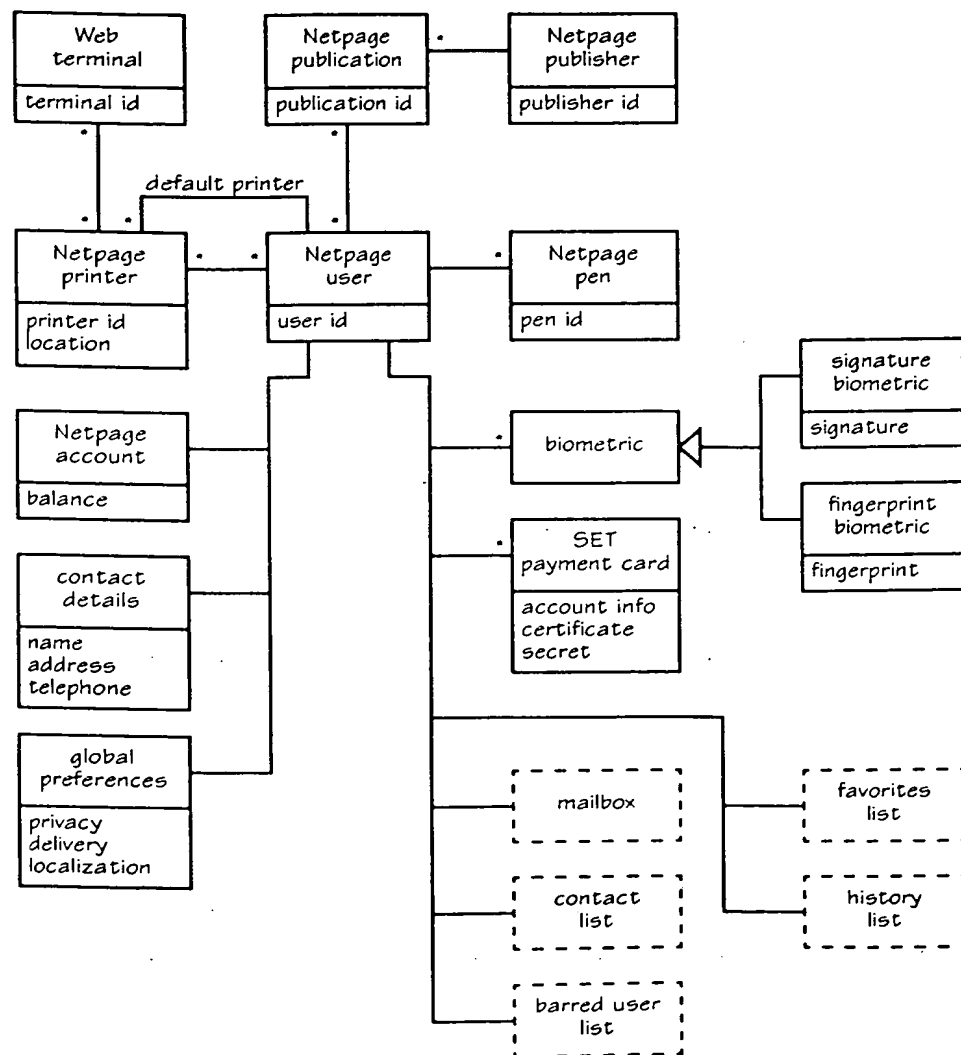 Web
terminal
terminal id
Netpage
publication
publication id
*
Netpage
publisher
publisher id
*
*
default printer
*
*
*
Netpage
printer
printer id
location
*
*
Netpage
user
user id
*
Netpage
pen
pen id
signature
biometric
signature
Netpage
account
balance
*
biometric
fingerprint
biometric
fingerprint
*
SET
payment card
account info
certificate
secret
contact
details
name
address
telephone
global
preferences
privacy
delivery
localization
mailbox
favorites
list
contact
list
history
list
barred user
list